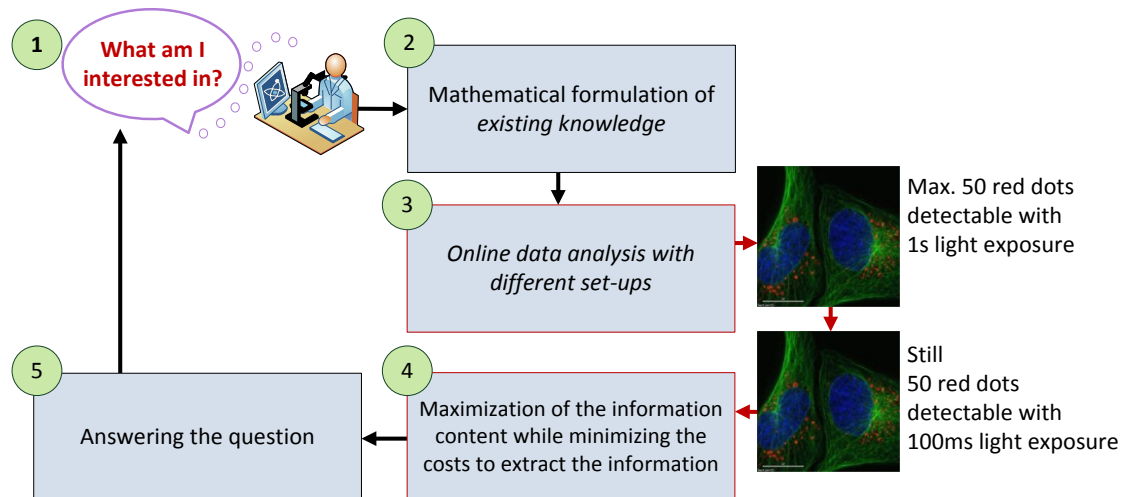 1
What am I
interested in?
2
Mathematical formulation of
existing knowledge
3
Online data analysis with
different set-ups
Max. 50 red dots
detectable with
1s light exposure
Still
50 red dots
detectable with
100ms light exposure
4
Maximization of the information
content while minimizing the
costs to extract the information
5
Answering the question